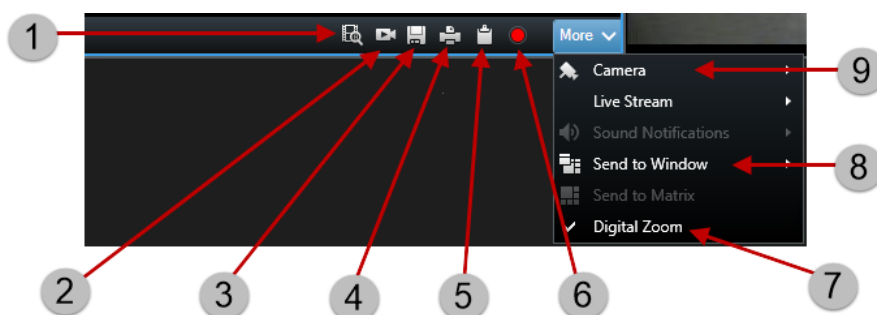 1
More
Camera
9
Live Stream
Sound Notifications
Send to Window
8
Send to Matrix
Digital Zoom
2
3
4
5
6
7